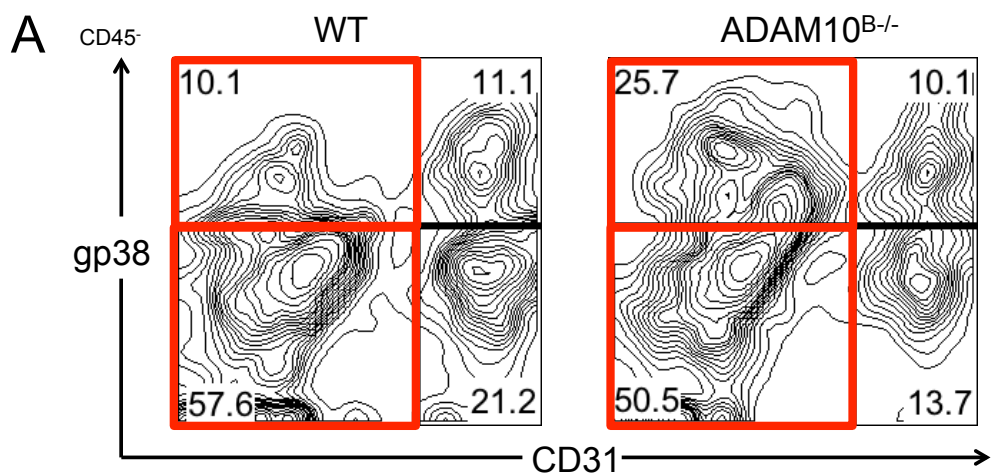 A
CD45-
WT
ADAM10B-/-
10.1
11.1
25.7
10.1
gp38
57.6
21.2
50.5
13.7
CD31